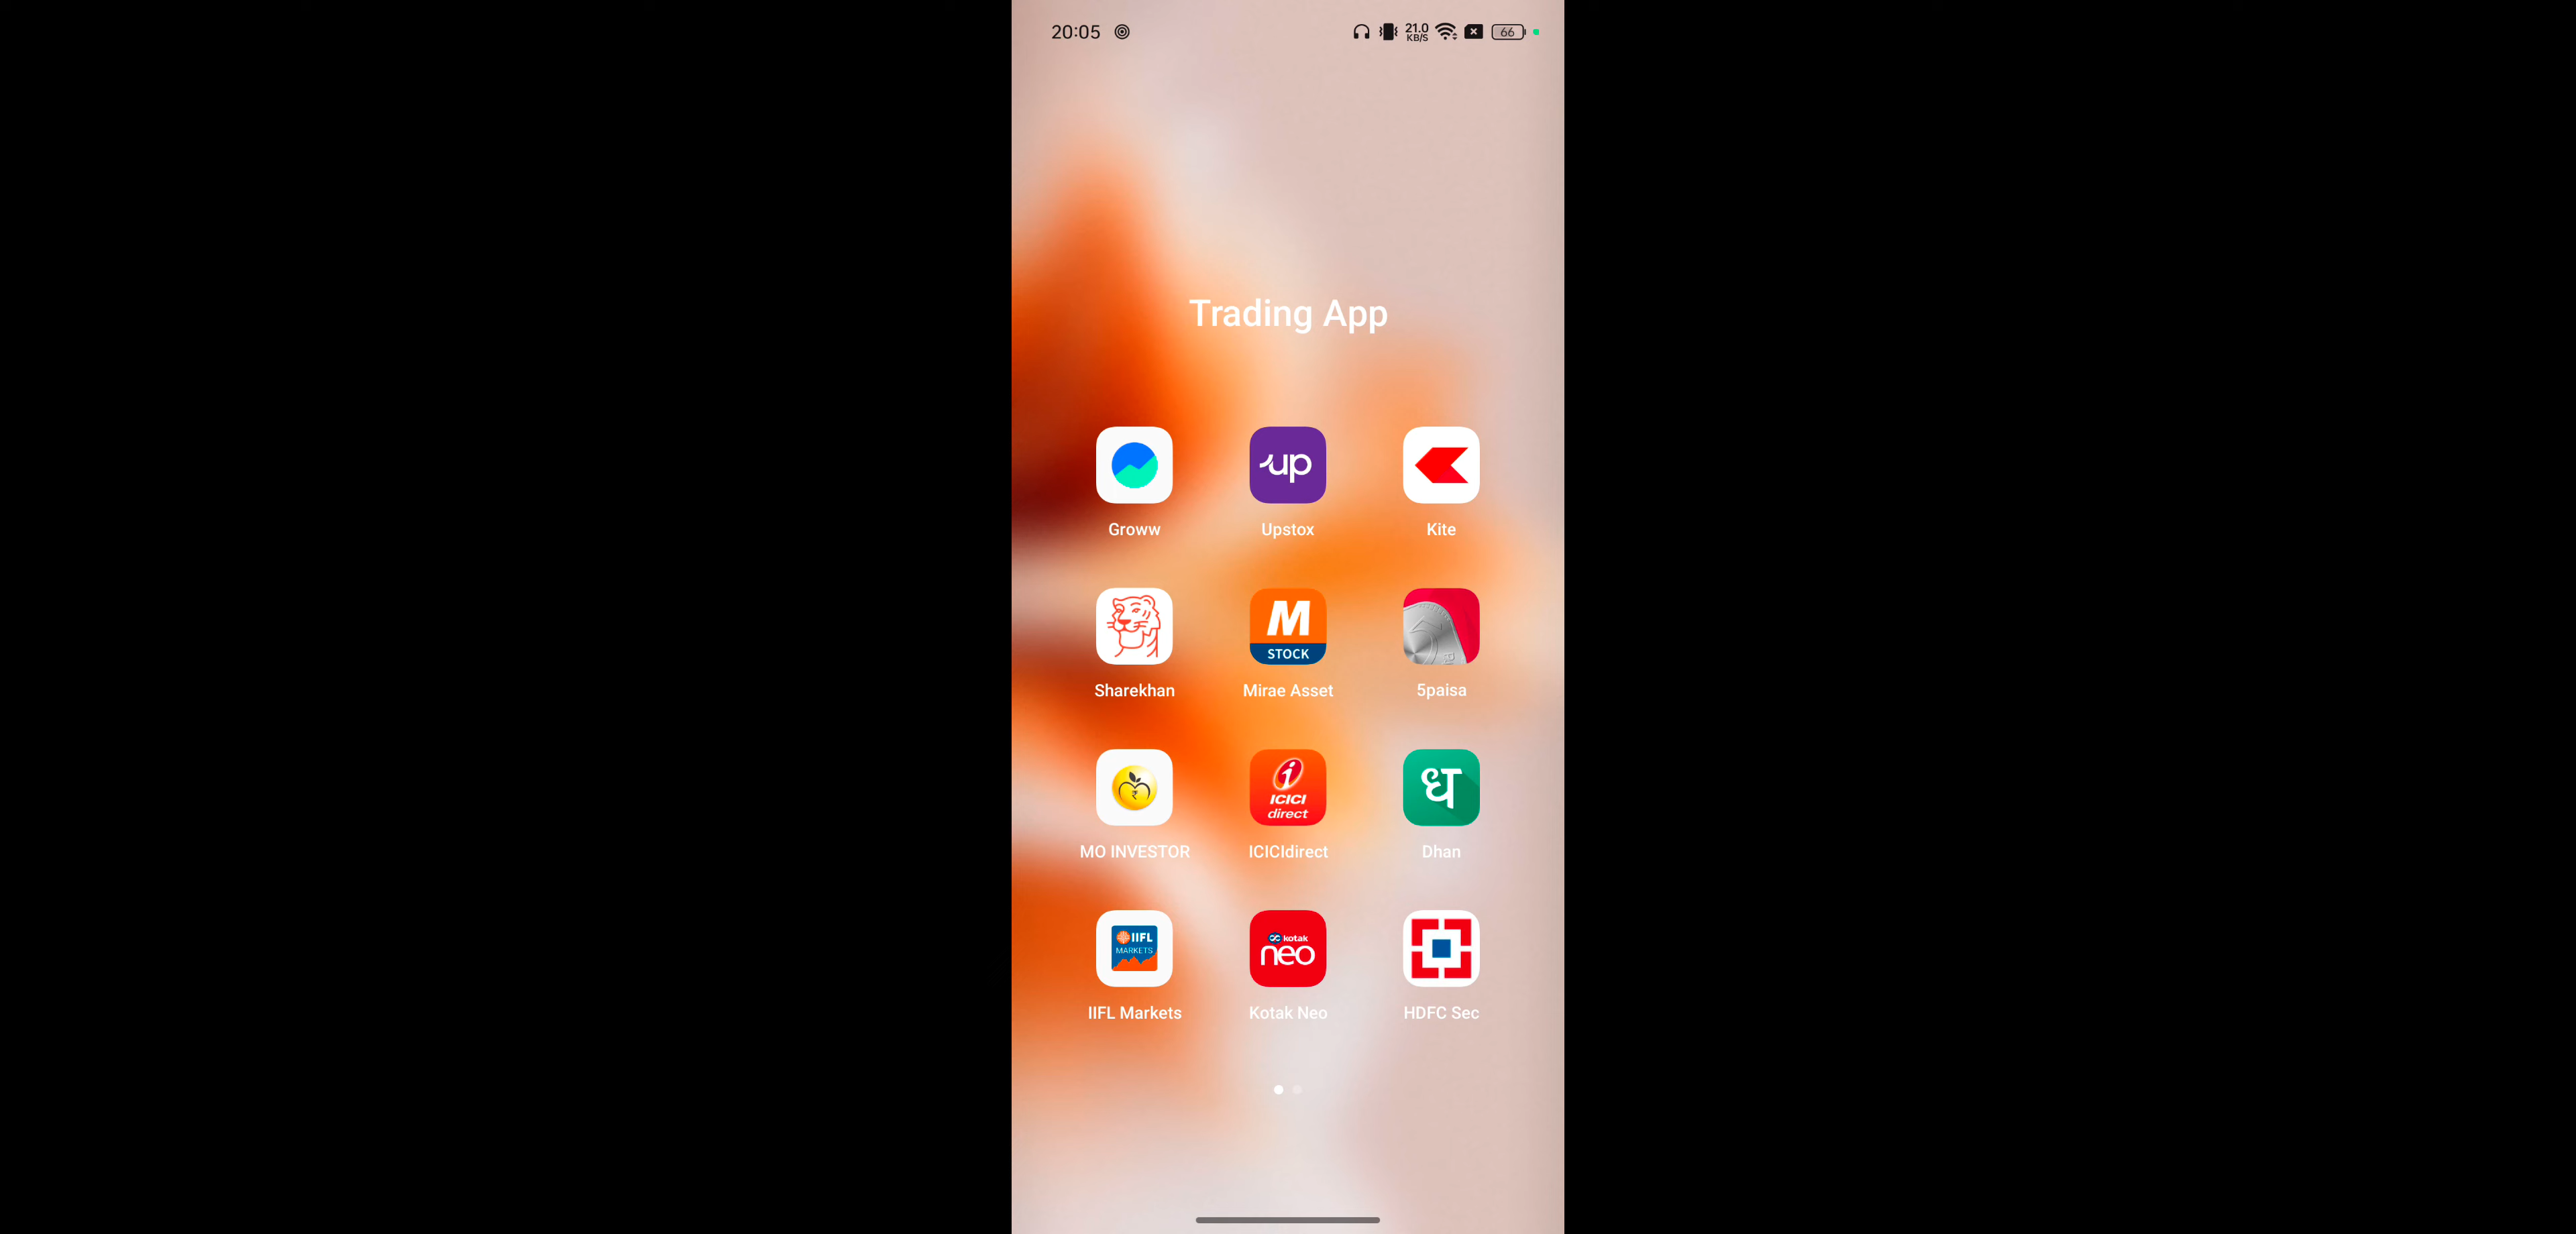 20:05
21.0
KB/S
66
Trading App
up
Groww
Upstox
Kite
M
STOCK
Sharekhan
Mirae Asset
5paisa
₹
i
ICICI
direct
ध
MO INVESTOR
ICICIdirect
Dhan
IIFL
MARKETS
kotak
neo
IIFL Markets
Kotak Neo
HDFC Sec